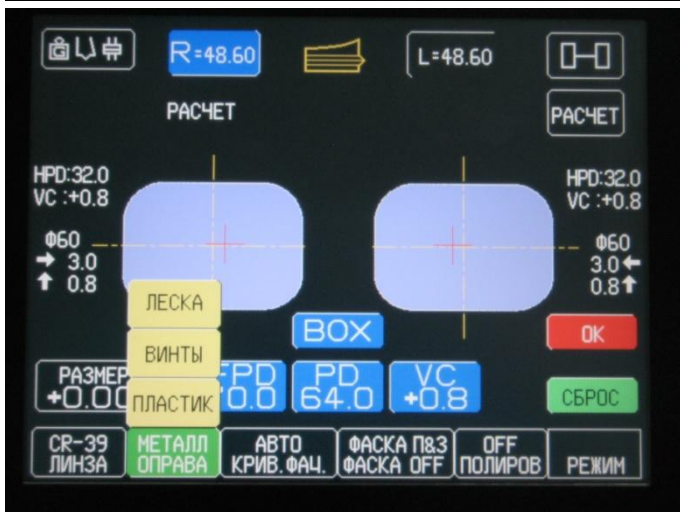 R=48.60
L=48.60
РАСЧЕТ
РАСЧЕТ
HPD:32.0
VC :+0.8
HPD:32.0
VC :+0.8
Φ60
→ 3.0
↑ 0.8
Φ60
3.0←
0.8↑
ЛЕСКА
ВИНТЫ
ПЛАСТИК
BOX
OK
РАЗМЕР
+0.00
FPD
70.0
PD
64.0
VC
+0.8
СБРОС
CR-39
ЛИНЗА
МЕТАЛЛ
ОПРАВА
АВТО
КРИВ.ФАЦ.
ФАСКА П&З
ФАСКА OFF
OFF
ПОЛИРОВ
РЕЖИМ